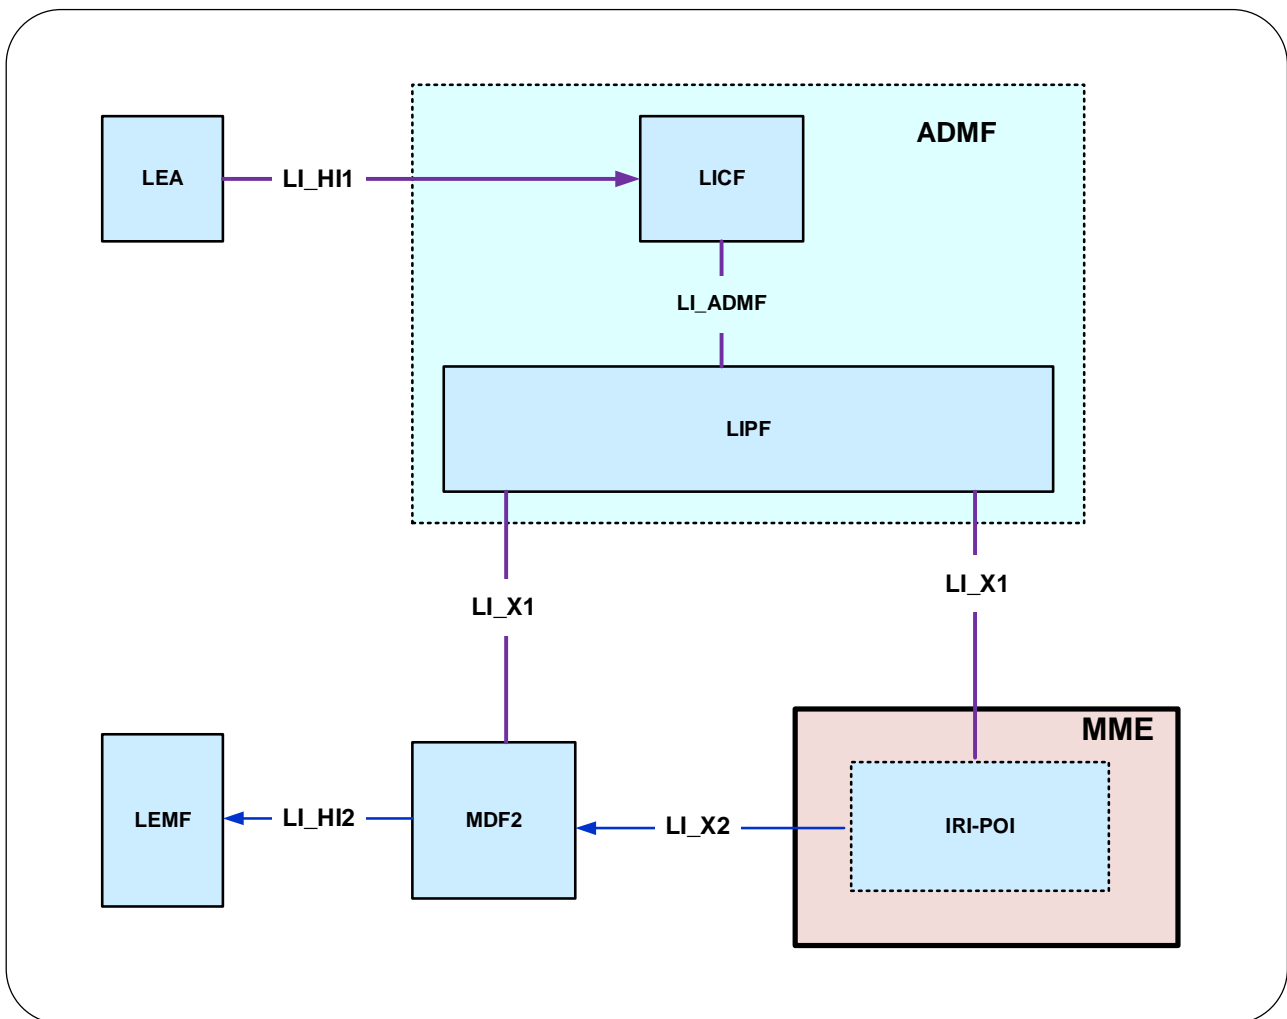 ADMF
LEA
LI_HI1
LICF
LI_ADMF
LIPF
LI_X1
LI_X1
MME
LEMF
LI_HI2
MDF2
LI_X2
IRI-POI